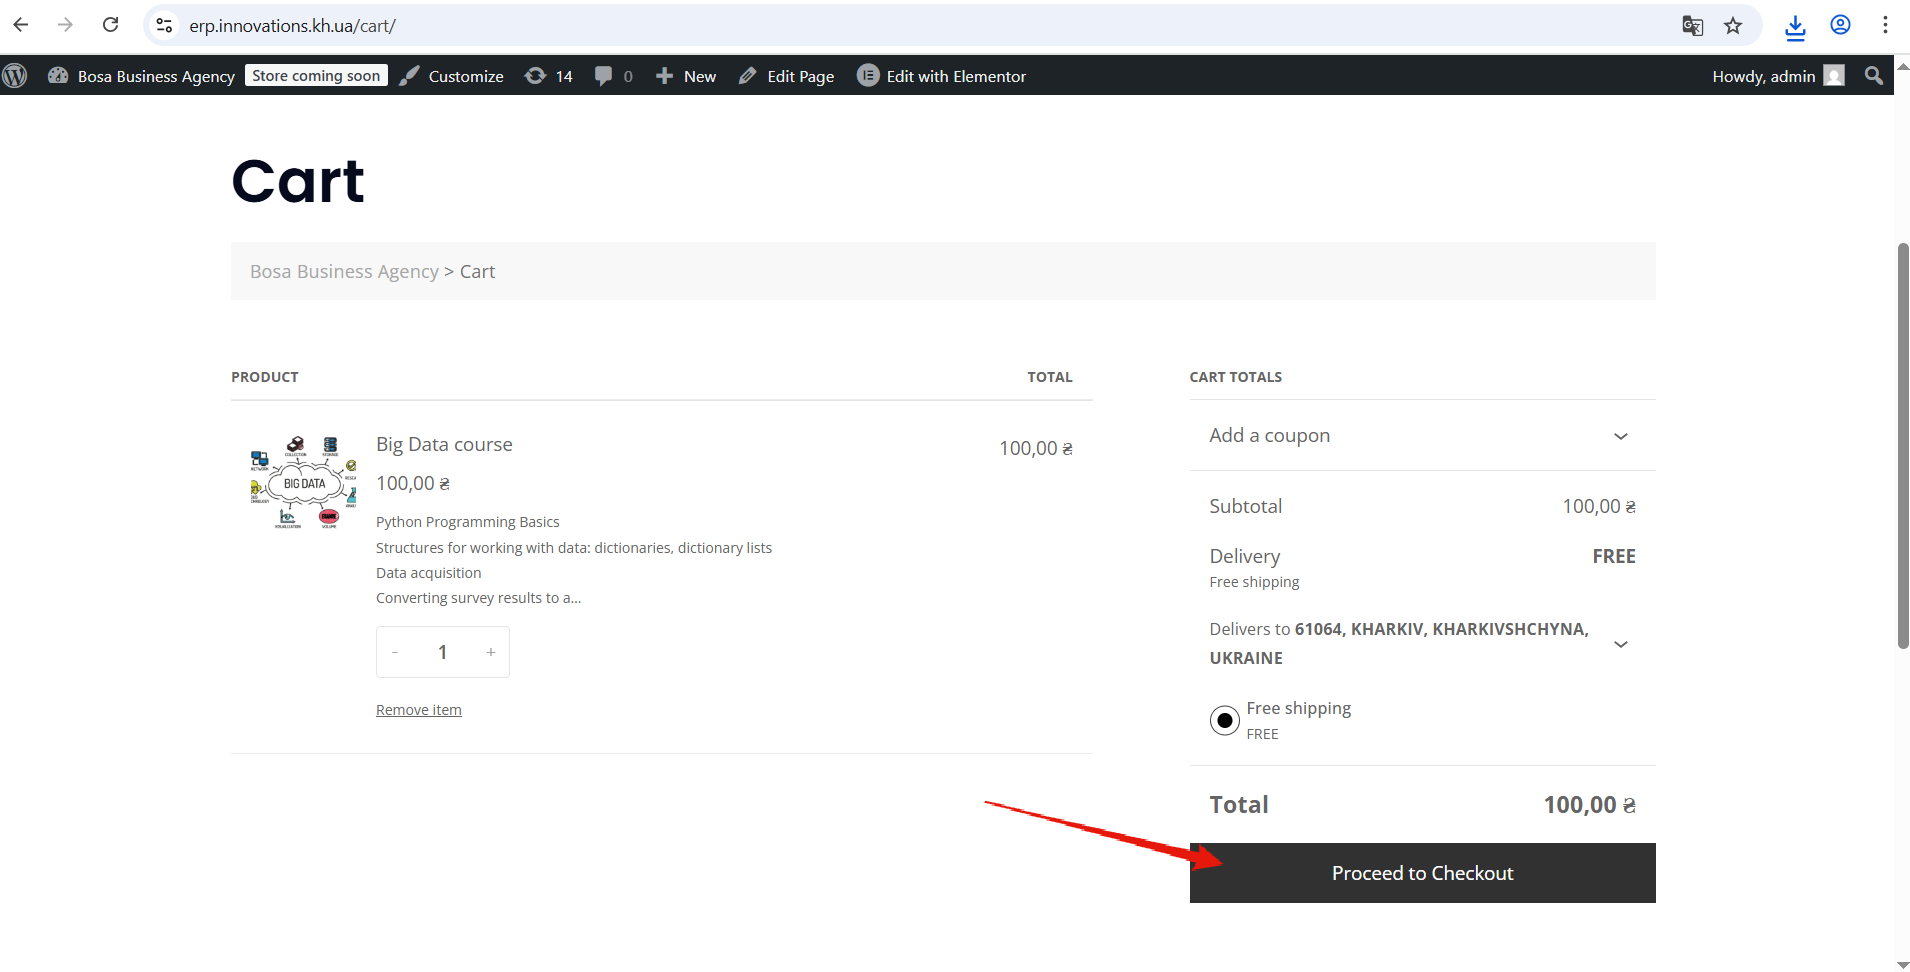 erp.innovations.kh.ua/cart/
Bosa Business Agency Store coming soon Customize 14 0 New Edit Page Edit with Elementor Howdy, admin
Cart
Bosa Business Agency > Cart
PRODUCT TOTAL
Big Data course 100,00 ₴
100,00 ₴
BIG DATA
Python Programming Basics
Structures for working with data: dictionaries, dictionary lists
Data acquisition
Converting survey results to a...
- 1 +
Remove item
CART TOTALS
Add a coupon
Subtotal 100,00 ₴
Delivery FREE
Free shipping
Delivers to 61064, KHARKIV, KHARKIVSHCHYNA,
UKRAINE
Free shipping
FREE
Total 100,00 ₴
Proceed to Checkout